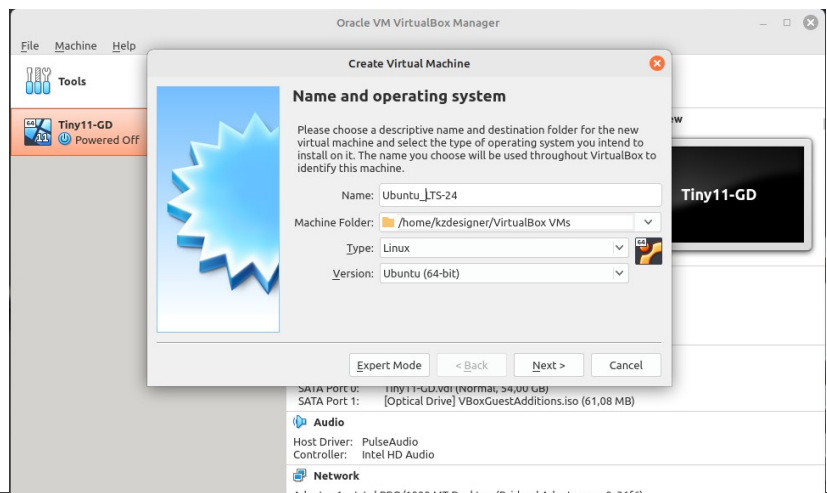 Oracle VM VirtualBox Manager
File Machine Help
Tools
Tiny11-GD
Powered Off
Create Virtual Machine
Name and operating system
Please choose a descriptive name and destination folder for the new
virtual machine and select the type of operating system you intend to
install on it. The name you choose will be used throughout VirtualBox to
identify this machine.
Name: Ubuntu_LTS-24
Machine Folder: /home/kzdesigner/VirtualBox VMs
Type: Linux
64
Version: Ubuntu (64-bit)
Expert Mode < Back Next > Cancel
Tiny11-GD
SATA Port 0: Tiny11-GD.vdi (Normal, 54,00 GB)
SATA Port 1: [Optical Drive] VBoxGuestAdditions.iso (61,08 MB)
Audio
Host Driver: PulseAudio
Controller: Intel HD Audio
Network